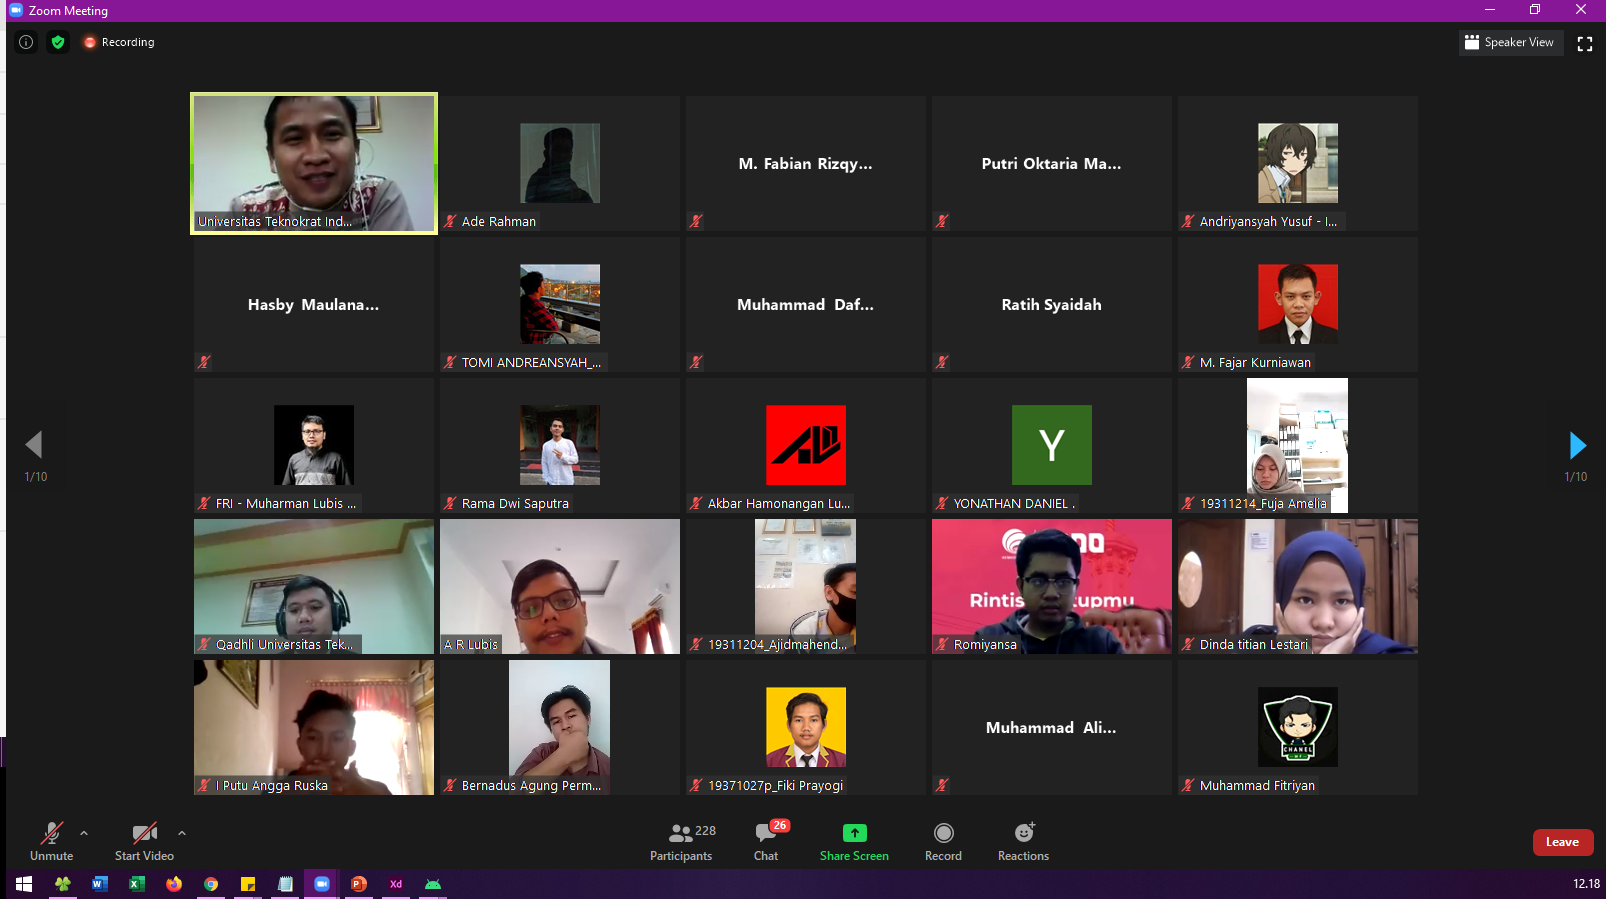 Zoom Meeting
Recording
Speaker View
Universitas Teknokrat Ind...
Ade Rahman
M. Fabian Rizqy...
Putri Oktaria Ma...
Andriyansyah Yusuf - I...
Hasby Maulana...
TOMI ANDREANSYAH_...
Muhammad Daf...
Ratih Syaidah
M. Fajar Kurniawan
1/10
1/10
FRI - Muharman Lubis ...
Rama Dwi Saputra
Akbar Hamonangan Lu...
Y
YONATHAN DANIEL .
19311214_Fuja Amelia
Qadhli Universitas Tek...
A R Lubis
19311204_Ajidmahend...
Rintis
tupmu
Romiyansa
Dinda titian Lestari
I Putu Angga Ruska
Bernadus Agung Perm...
19371027p_Fiki Prayogi
Muhammad Ali...
CHANEL
Muhammad Fitriyan
Unmute
Start Video
228
Participants
26
Chat
Share Screen
Record
Reactions
Leave
Xd
12.18